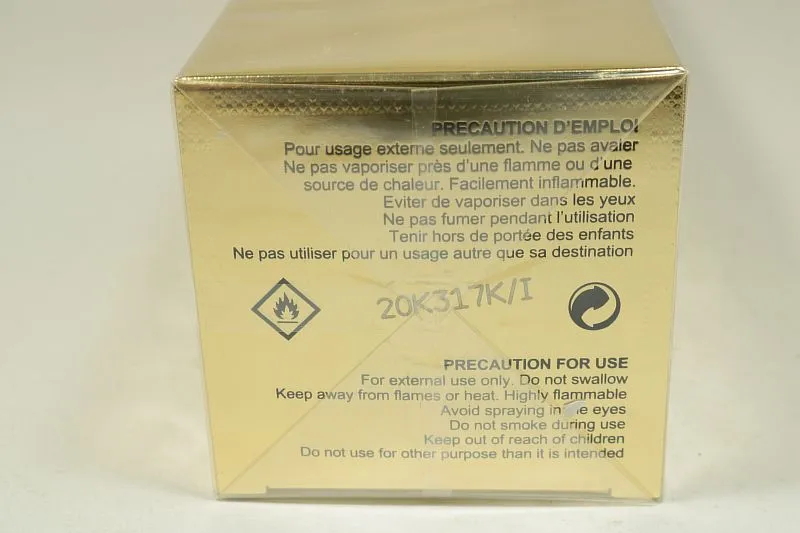 PRECAUTION D'EMPLOI
Pour usage externe seulement. Ne pas avaler
Ne pas vaporiser près d'une flamme ou d'une
source de chaleur. Facilement inflammable.
Eviter de vaporiser dans les yeux
Ne pas fumer pendant l'utilisation
Tenir hors de portée des enfants
Ne pas utiliser pour un usage autre que sa destination
20K317K/I
PRECAUTION FOR USE
For external use only. Do not swallow
Keep away from flames or heat. Highly flammable
Avoid spraying in eyes
Do not smoke during use
Keep out of reach of children
Do not use for other purpose than it is intended